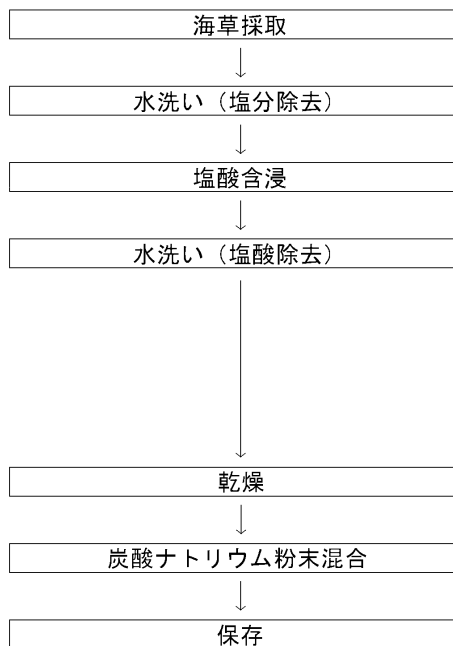 海草採取
水洗い（塩分除去）
塩酸含浸
水洗い（塩酸除去）
乾燥
炭酸ナトリウム粉末混合
保存